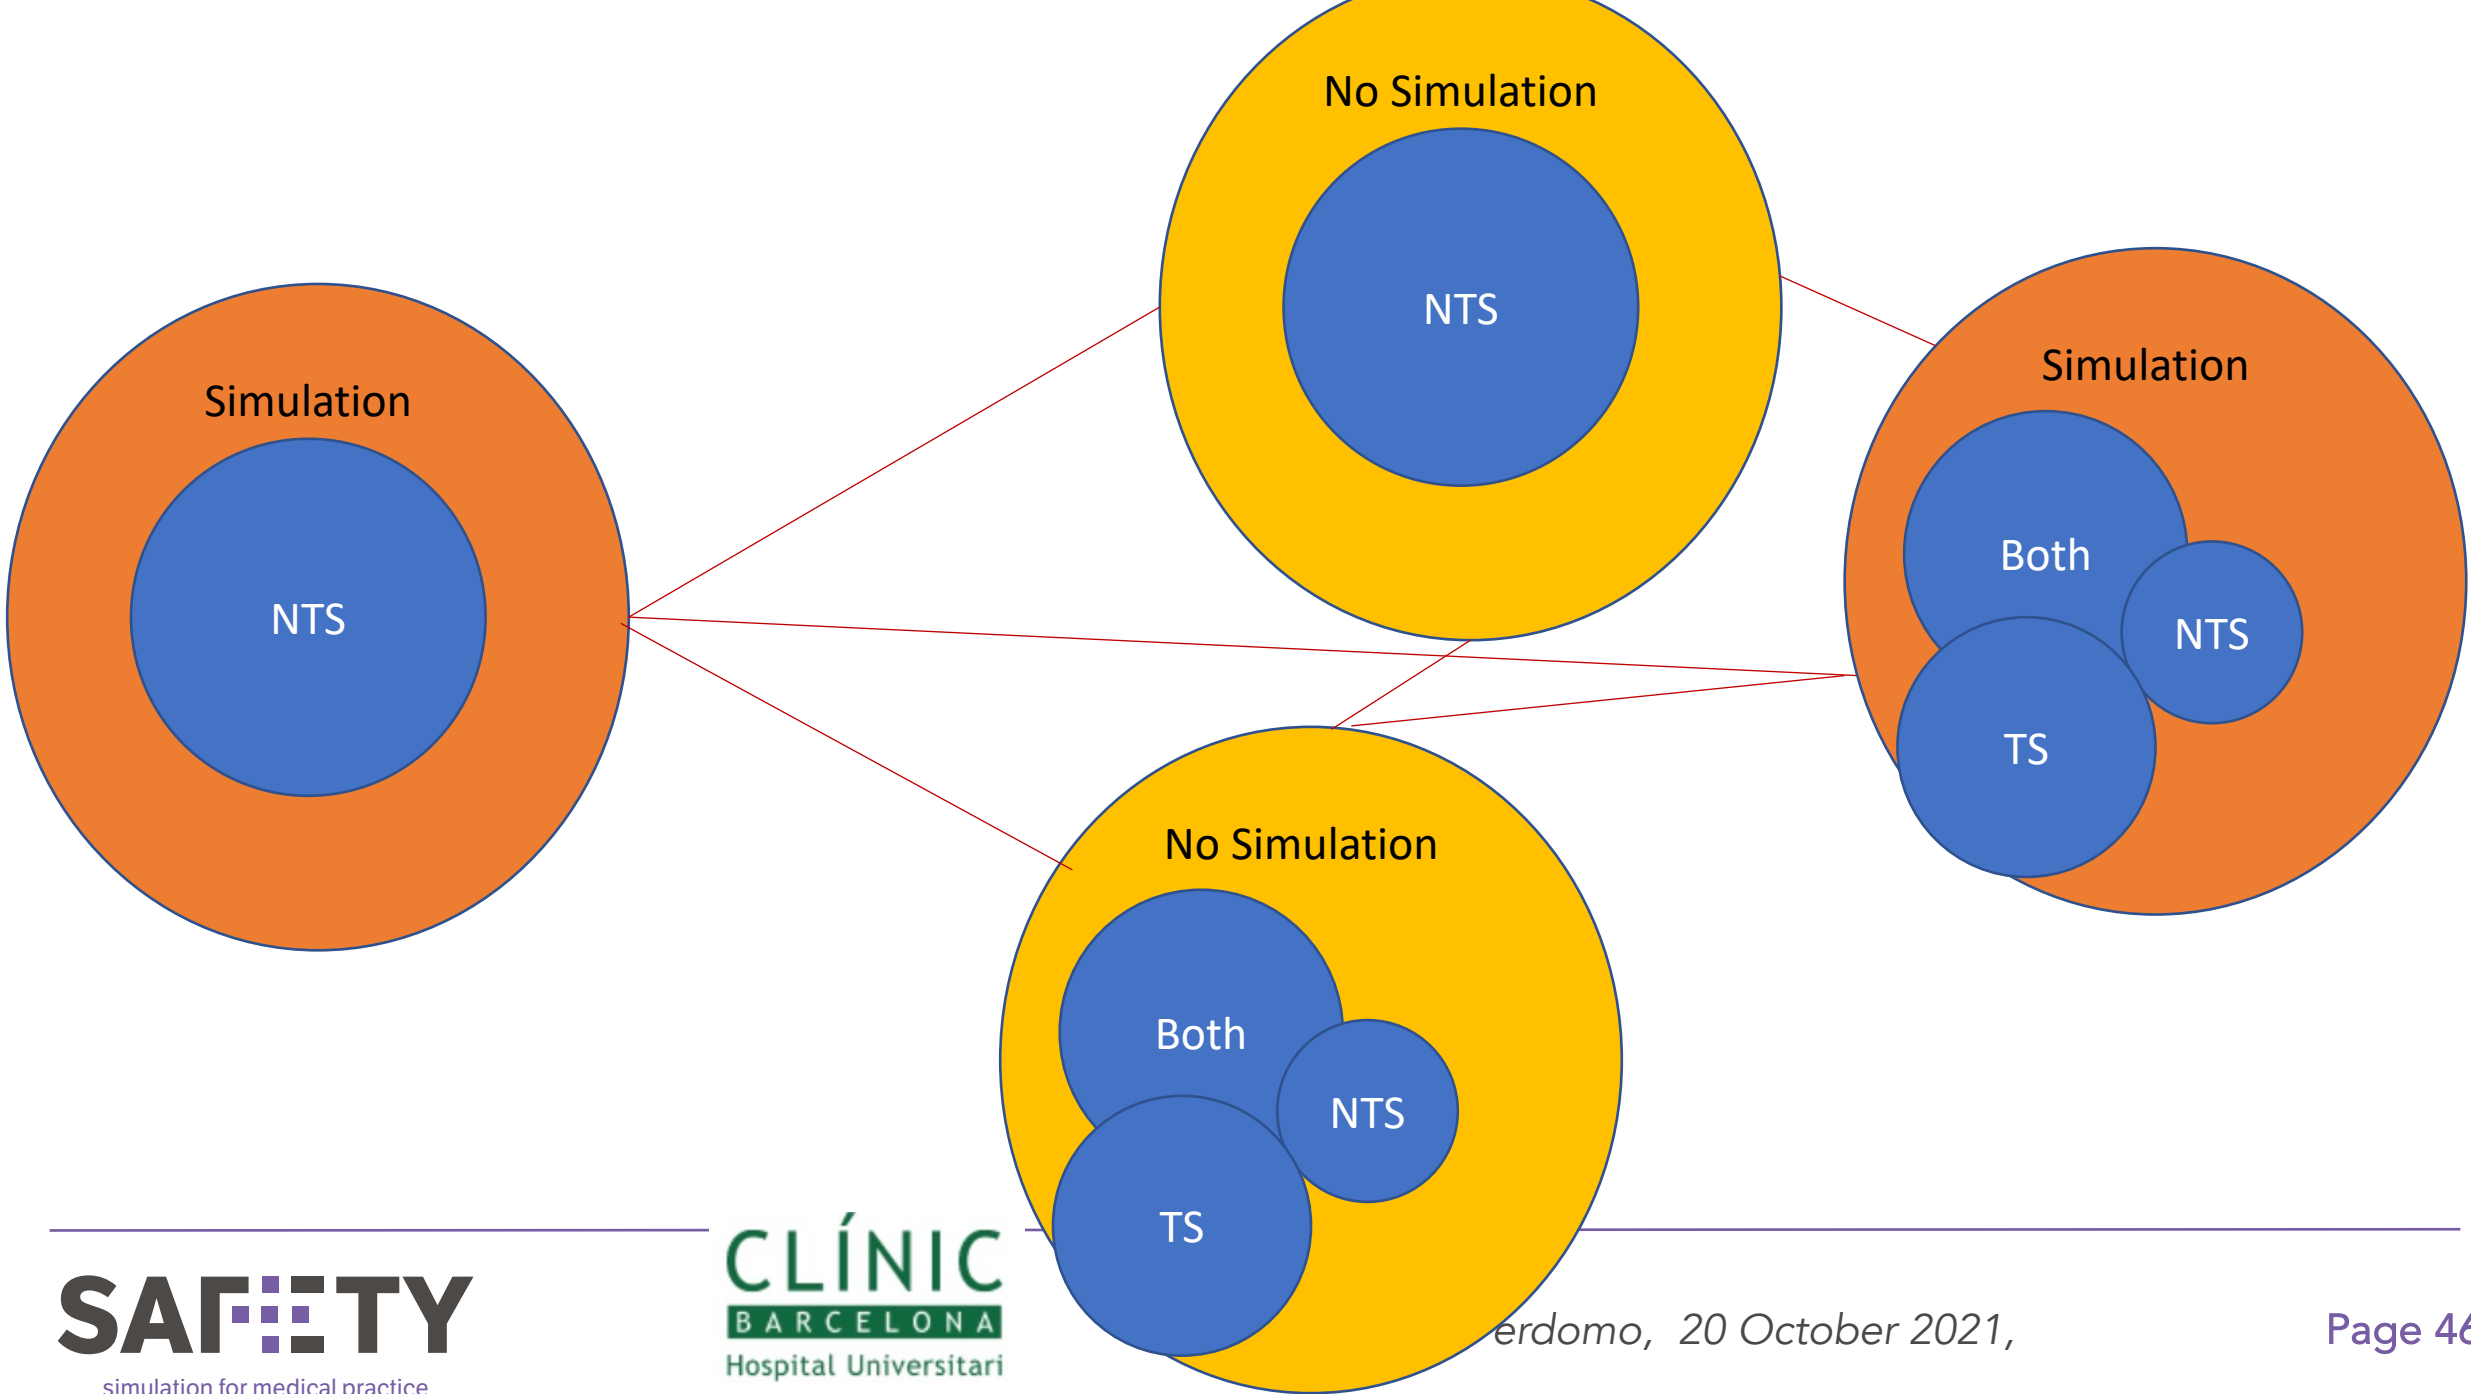 No Simulation
NTS
Simulation
NTS
Simulation
Both
NTS
TS
No Simulation
Both
NTS
TS
SAFETY
simulation for medical practice
CLÍNIC
BARCELONA
Hospital Universitari
erdomo, 20 October 2021,
Page 46